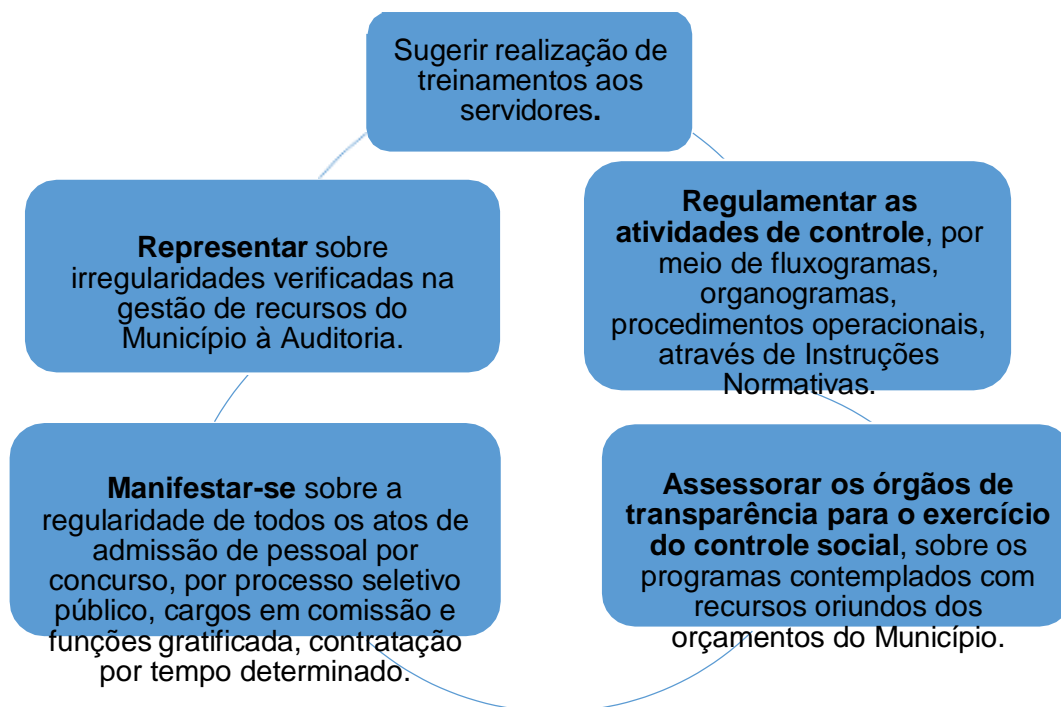 Sugerir realização de
treinamentos aos
servidores.
Regulamentar as
atividades de controle, por
meio de fluxogramas,
organogramas,
procedimentos operacionais,
através de Instruções
Normativas.
Assessorar os órgãos de
transparência para o exercício
do controle social, sobre os
programas contemplados com
recursos oriundos dos
orçamentos do Município.
Manifestar-se sobre a
regularidade de todos os atos de
admissão de pessoal por
concurso, por processo seletivo
público, cargos em comissão e
funções gratificada, contratação
por tempo determinado.
Representar sobre
irregularidades verificadas na
gestão de recursos do
Município à Auditoria.